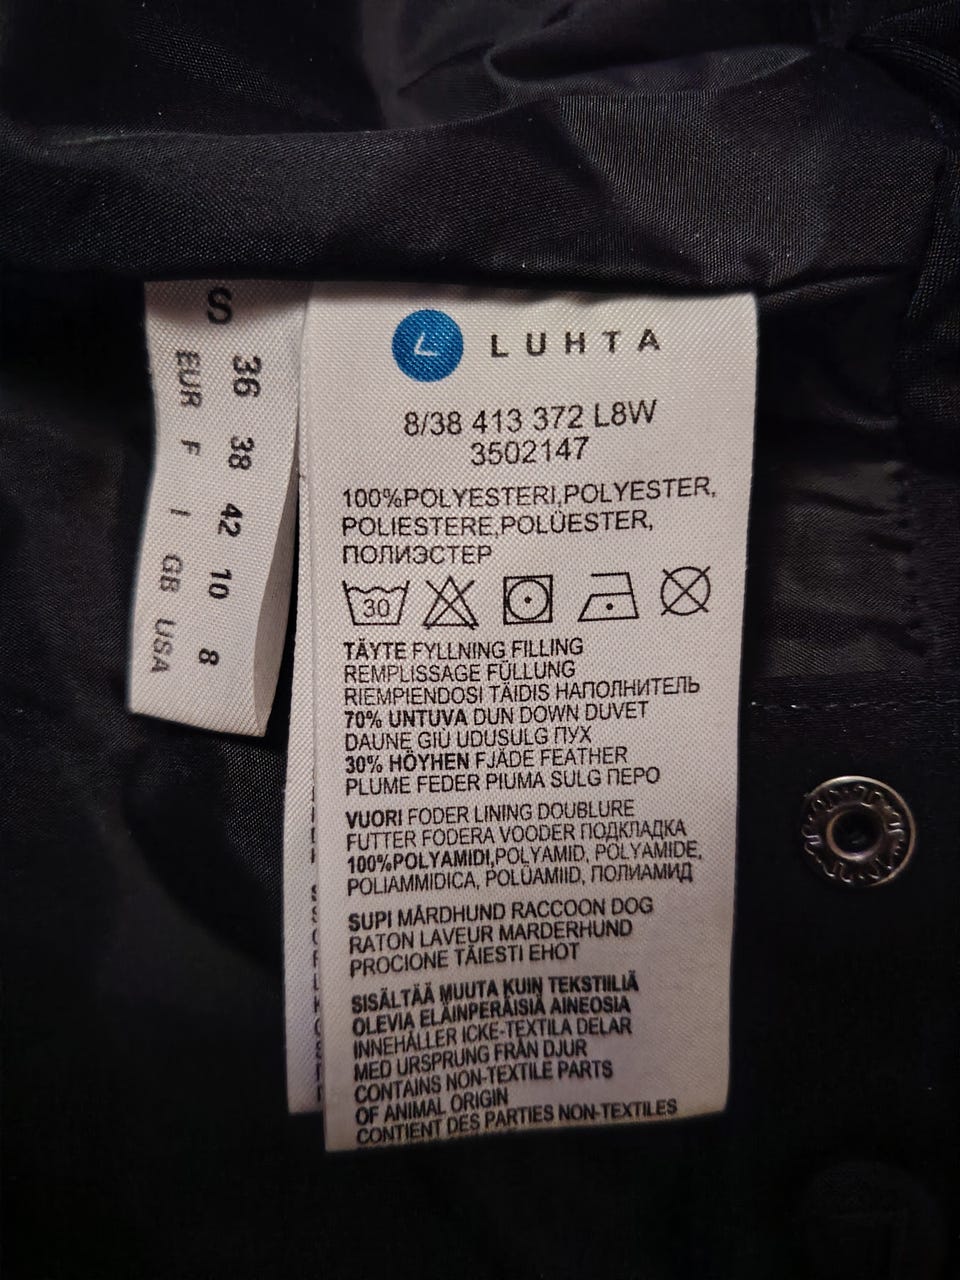 S
36 38 42 10 8
EUR F I GB USA
LUHTA
8/38 413 372 L8W
3502147
100%POLYESTERI,POLYESTER,
POLIESTERE,POLÜESTER,
ПОЛИЭСТЕР
30
TÄYTE FYLLNING FILLING
REMPLISSAGE FÜLLUNG
RIEMPIENDOSI TÄIDIS НАПОЛНИТЕЛЬ
70% UNTUVA DUN DOWN DUVET
DAUNE GIÙ UDUSULG ПУХ
30% HÖYHEN FJÄDE FEATHER
PLUME FEDER PIUMA SULG ПЕРО
VUORI FODER LINING DOUBLURE
FUTTER FODERA VOODER ПОДКЛАДКА
100%POLYAMIDI,POLYAMID, POLYAMIDE,
POLIAMMIDICA, POLÜAMIID, ПОЛИАМИД
SUPI MÅRDHUND RACCOON DOG
RATON LAVEUR MARDERHUND
PROCIONE TÄIESTI ЕНОТ
SISÄLTÄÄ MUUTA KUIN TEKSTIILIÄ
OLEVIA ELÄINPERÄISIÄ AINEOSIA
INNEHÅLLER ICKE-TEXTILA DELAR
MED URSPRUNG FRÅN DJUR
CONTAINS NON-TEXTILE PARTS
OF ANIMAL ORIGIN
CONTIENT DES PARTIES NON-TEXTILES